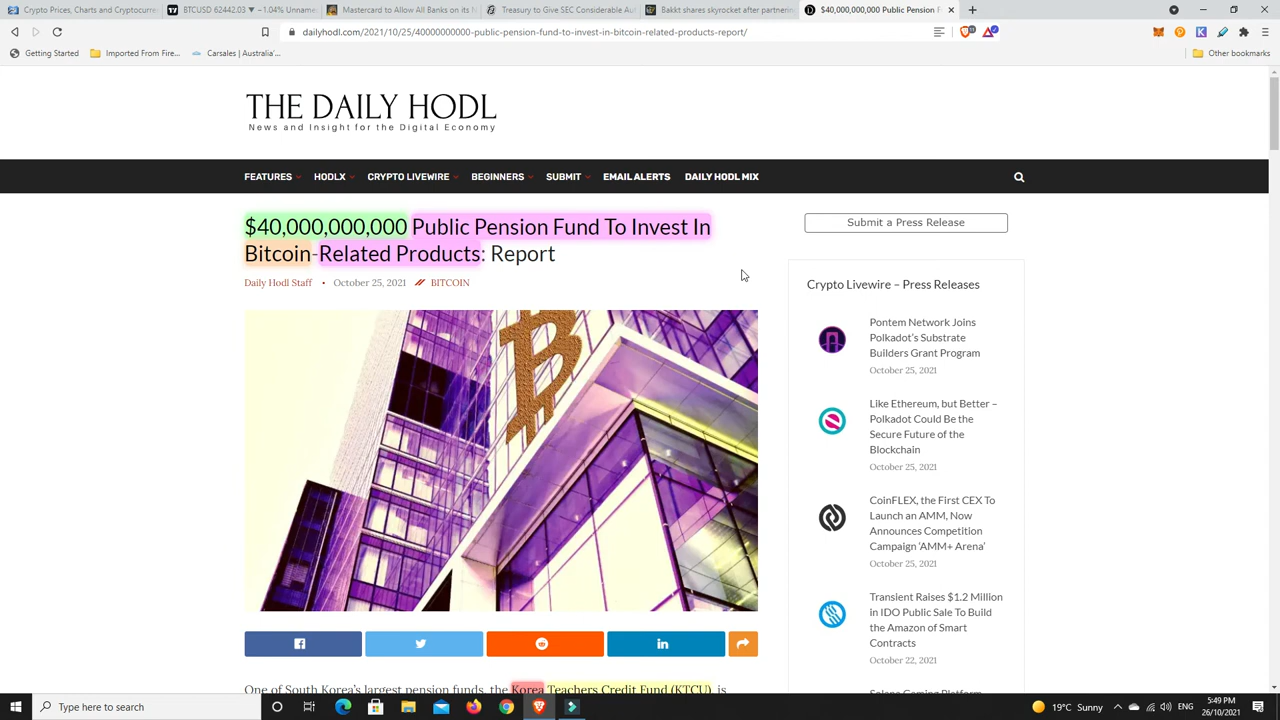 Crypto Prices, Charts and Cryptocurre
BTCUSD 62442.03 ▼ −1.04% Unname
Mastercard to Allow All Banks on its N
Treasury to Give SEC Considerable Aut
Bakkt shares skyrocket after partnerin
$40,000,000,000 Public Pension F
dailyhodl.com/2021/10/25/40000000000-public-pension-fund-to-invest-in-bitcoin-related-products-report/
Getting Started
Imported From Fire...
Carsales | Australia'...
Other bookmarks
THE DAILY HODL
News and Insight for the Digital Economy
FEATURES HODLX CRYPTO LIVEWIRE BEGINNERS SUBMIT EMAIL ALERTS DAILY HODL MIX
$40,000,000,000 Public Pension Fund To Invest In
Bitcoin-Related Products: Report
Daily Hodl Staff • October 25, 2021 // BITCOIN
Submit a Press Release
Crypto Livewire – Press Releases
Pontem Network Joins
Polkadot's Substrate
Builders Grant Program
October 25, 2021
Like Ethereum, but Better –
Polkadot Could Be the
Secure Future of the
Blockchain
October 25, 2021
CoinFLEX, the First CEX To
Launch an AMM, Now
Announces Competition
Campaign 'AMM+ Arena'
October 25, 2021
Transient Raises $1.2 Million
in IDO Public Sale To Build
the Amazon of Smart
Contracts
October 22, 2021
Solana Gaming Platform
One of South Korea's largest pension funds, the Korea Teachers Credit Fund (KTCU), is
Type here to search
19°C Sunny
ENG
5:49 PM
26/10/2021